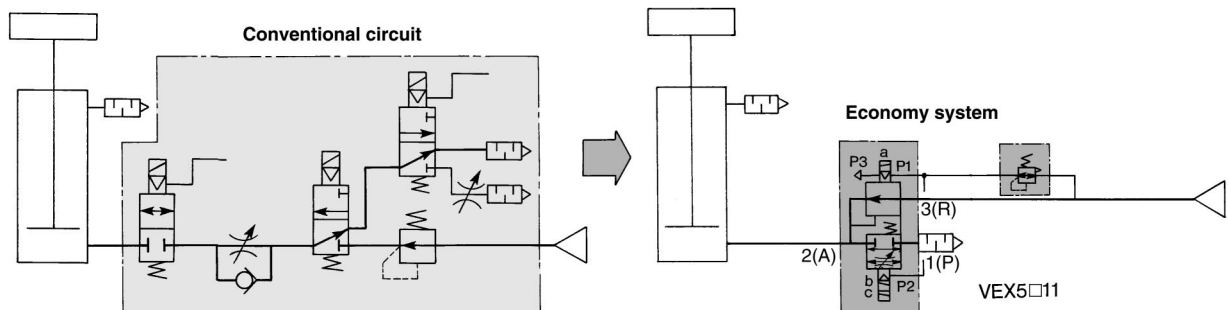 Conventional circuit
Economy system
a
P3
P1
3(R)
2(A)
1(P)
b
c
P2
VEX5□11